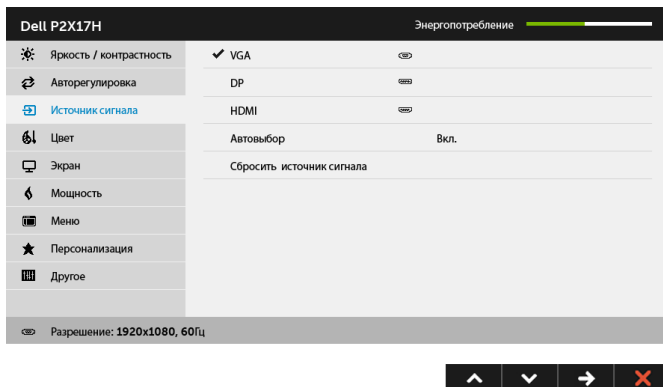 Dell P2X17H Энергопотребление
Яркость / контрастность VGA
Авторегулировка DP
Источник сигнала HDMI
Цвет Автовыбор Вкл.
Экран Сбросить источник сигнала
Мощность
Меню
Персонализация
Другое
Разрешение: 1920x1080, 60Гц